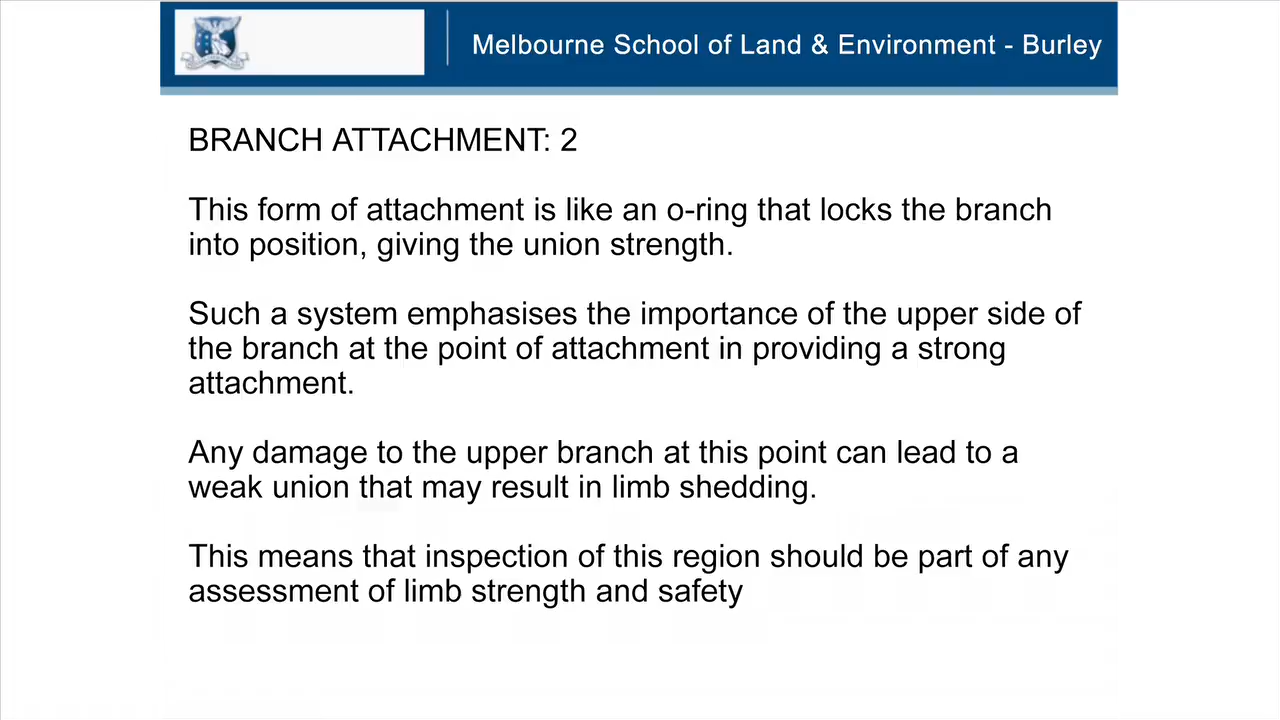 Melbourne School of Land & Environment - Burley
BRANCH ATTACHMENT: 2
This form of attachment is like an o-ring that locks the branch
into position, giving the union strength.
Such a system emphasises the importance of the upper side of
the branch at the point of attachment in providing a strong
attachment.
Any damage to the upper branch at this point can lead to a
weak union that may result in limb shedding.
This means that inspection of this region should be part of any
assessment of limb strength and safety